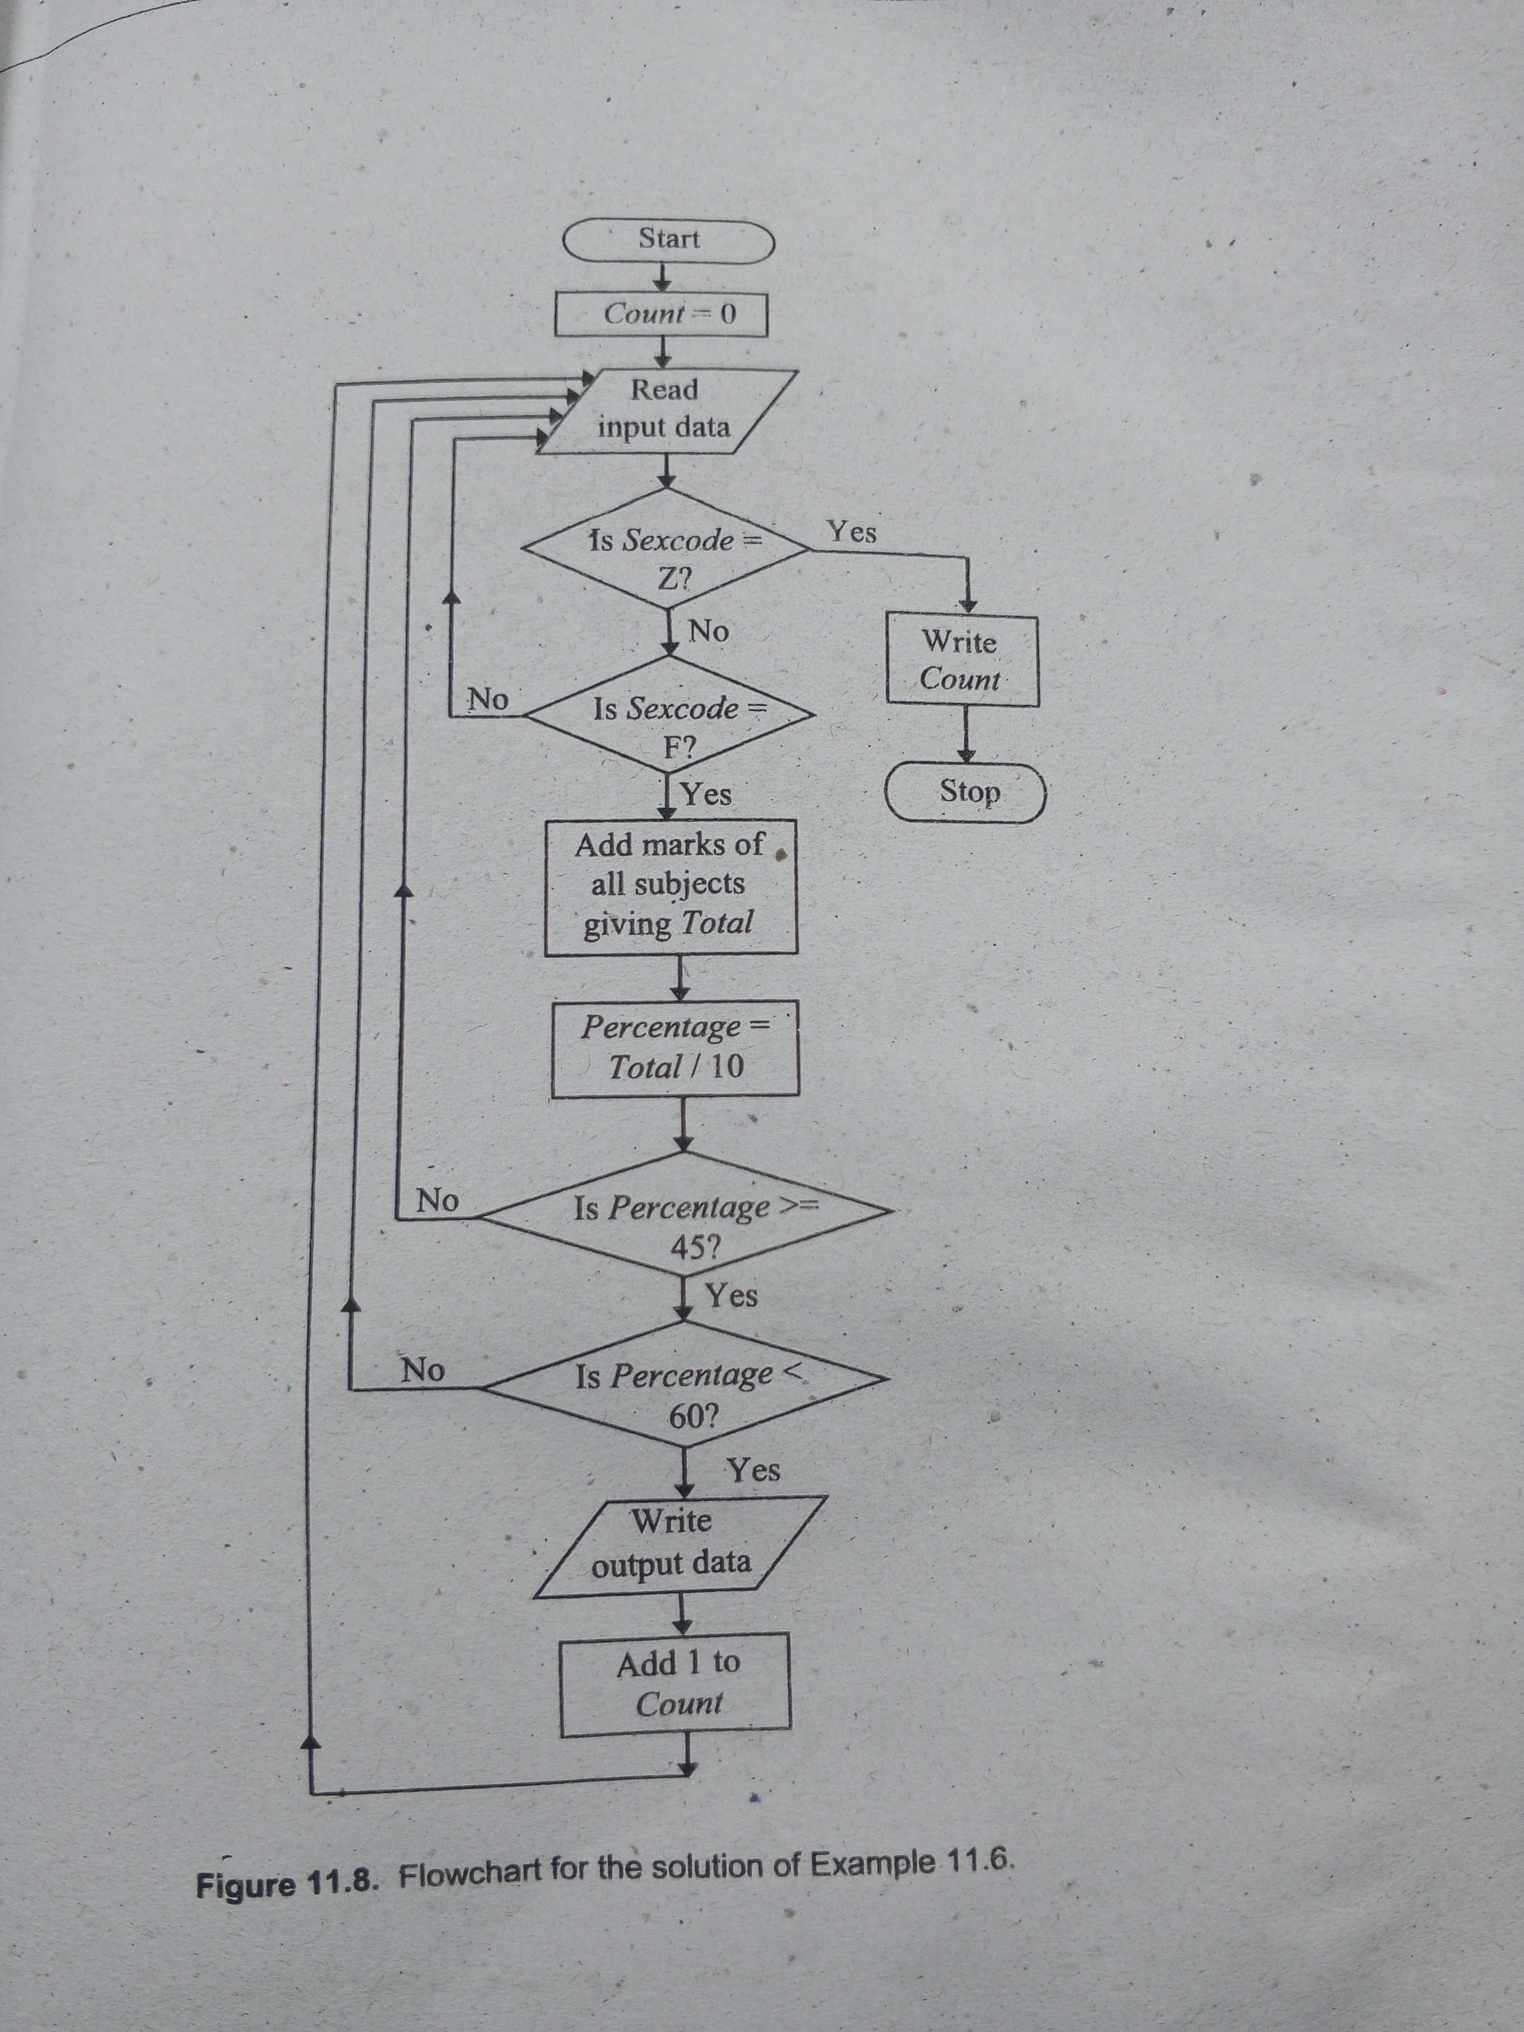 Start
Count = 0
Read
input data
Is Sexcode =
Z?
Yes
No
Write
Count
Stop
Is Sexcode =
F?
No
Yes
Add marks of
all subjects
giving Total
Percentage =
Total / 10
Is Percentage >=
45?
No
Yes
Is Percentage <
60?
No
Yes
Write
output data
Add 1 to
Count
Figure 11.8. Flowchart for the solution of Example 11.6.